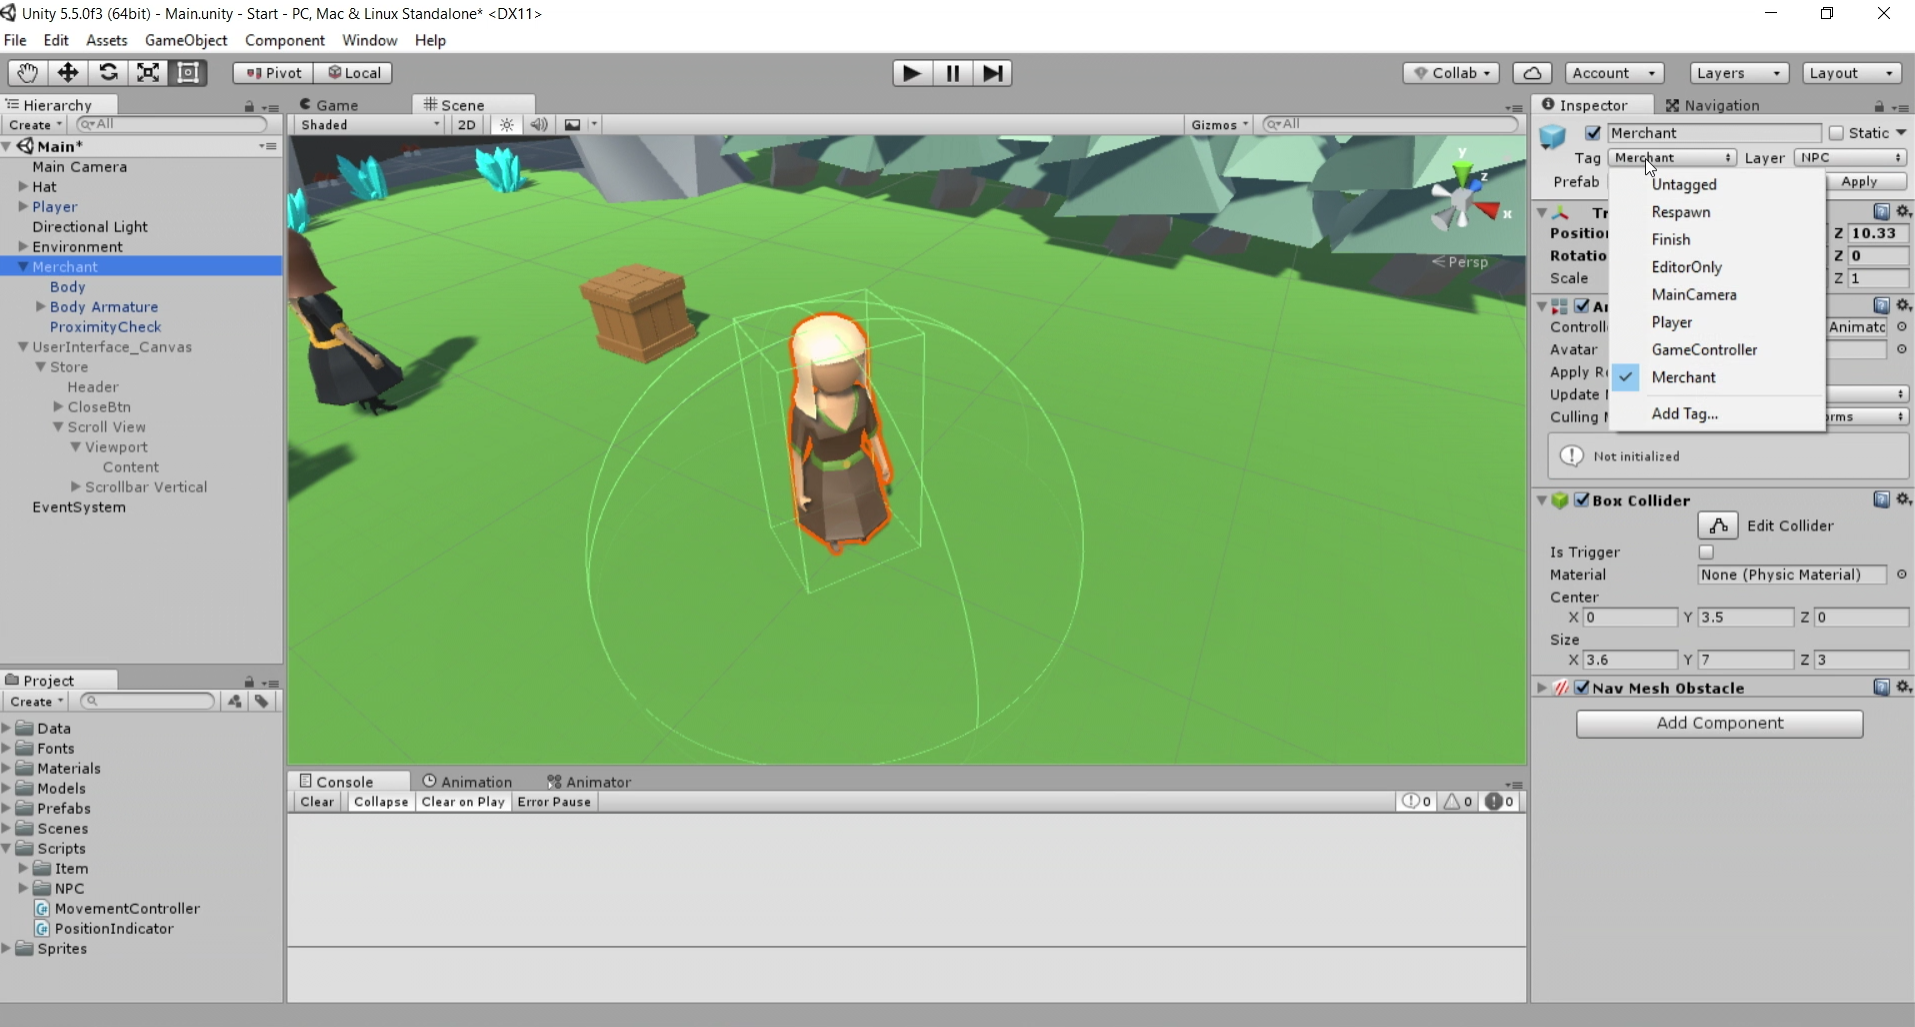 Unity 5.5.0f3 (64bit) - Main.unity - Start - PC, Mac & Linux Standalone* <DX11>
File Edit Assets GameObject Component Window Help
Pivot Local Collab Account Layers Layout
Hierarchy
Create All
Main*
Main Camera
Hat
Player
Directional Light
Environment
Merchant
Body
Body Armature
ProximityCheck
UserInterface_Canvas
Store
Header
CloseBtn
Scroll View
Viewport
Content
Scrollbar Vertical
EventSystem
Project
Create
Data
Fonts
Materials
Models
Prefabs
Scenes
Scripts
Item
NPC
MovementController
PositionIndicator
Sprites
Game Scene
Shaded 2D Gizmos All
y
z
x
Persp
Console Animation Animator
Clear Collapse Clear on Play Error Pause 0 0 0
Inspector Navigation
Merchant Static
Tag Merchant Layer NPC
Prefab Apply
Untagged
Respawn
Finish
EditorOnly
MainCamera
Player
GameController
Merchant
Add Tag...
Tr
Position Z 10.33
Rotatio Z 0
Scale Z 1
An
Controll Animatc
Avatar
Apply Ro
Update
Culling rms
Not initialized
Box Collider
Edit Collider
Is Trigger
Material None (Physic Material)
Center
X 0 Y 3.5 Z 0
Size
X 3.6 Y 7 Z 3
Nav Mesh Obstacle
Add Component